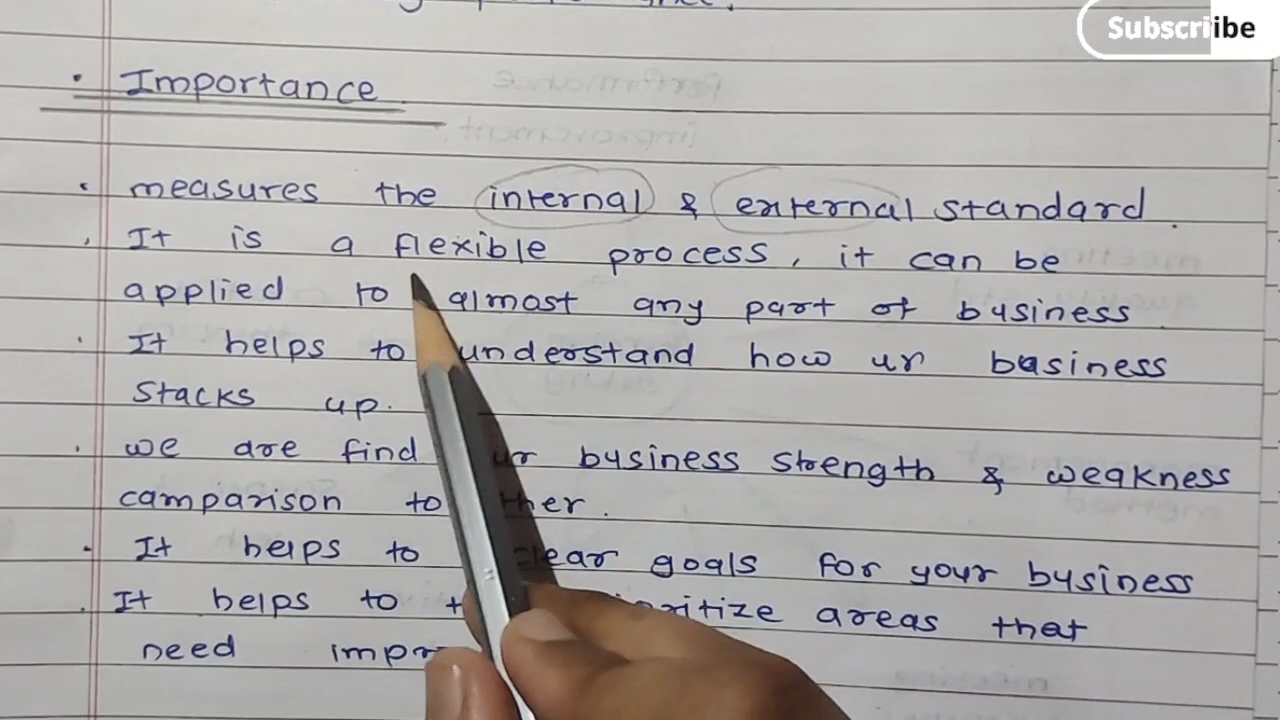 Subscribe
• Importance
• measures the internal & external standard
• It is a flexible process, it can be
applied to almost any part of business
• It helps to understand how ur business
stacks up.
• we are find business strength & weakness
camparison to
• It helps to clear goals for your business
• It helps to areas that
need